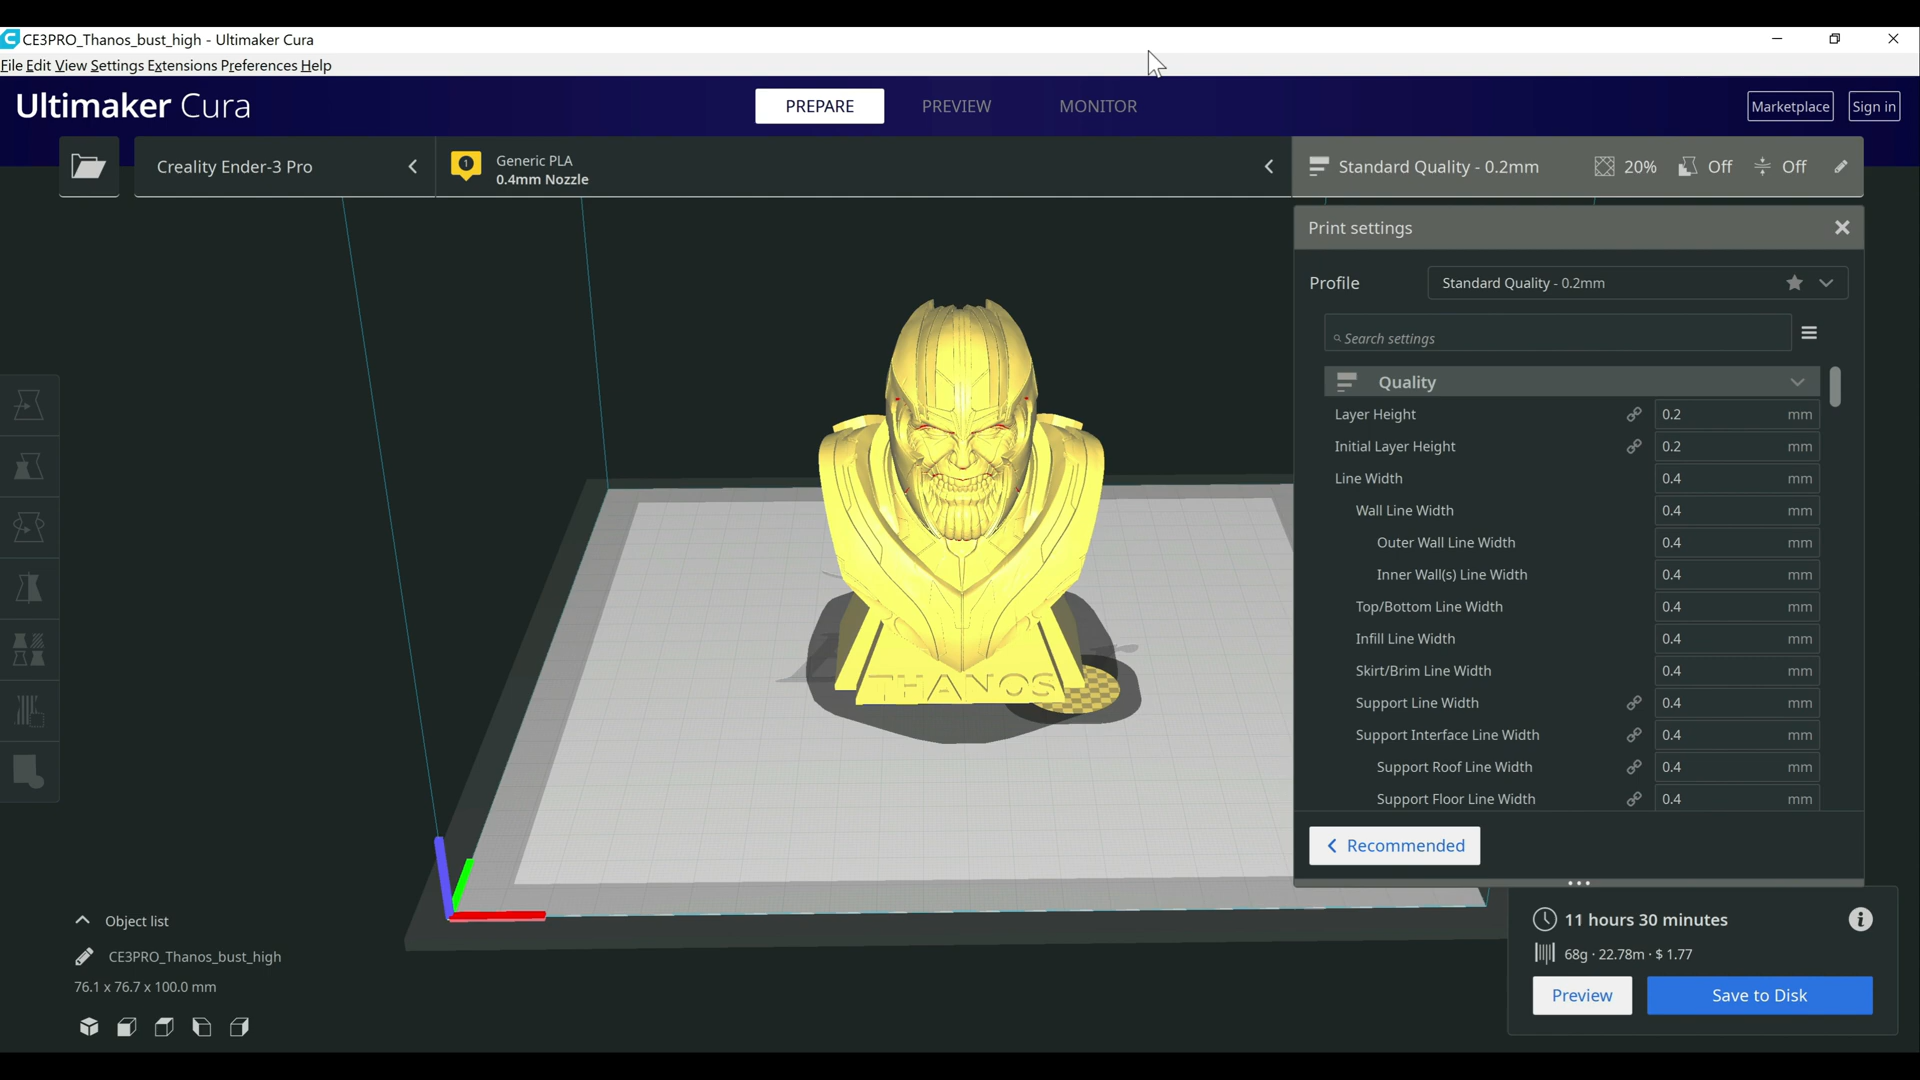 CE3PRO_Thanos_bust_high - Ultimaker Cura
File Edit View Settings Extensions Preferences Help
Ultimaker Cura
PREPARE
PREVIEW
MONITOR
Marketplace
Sign in
Creality Ender-3 Pro
1
Generic PLA
0.4mm Nozzle
Standard Quality - 0.2mm
20%
Off
Off
Print settings
Profile
Standard Quality - 0.2mm
Search settings
Quality
Layer Height 0.2 mm
Initial Layer Height 0.2 mm
Line Width 0.4 mm
Wall Line Width 0.4 mm
Outer Wall Line Width 0.4 mm
Inner Wall(s) Line Width 0.4 mm
Top/Bottom Line Width 0.4 mm
Infill Line Width 0.4 mm
Skirt/Brim Line Width 0.4 mm
Support Line Width 0.4 mm
Support Interface Line Width 0.4 mm
Support Roof Line Width 0.4 mm
Support Floor Line Width 0.4 mm
Recommended
THANOS
Object list
CE3PRO_Thanos_bust_high
76.1 x 76.7 x 100.0 mm
11 hours 30 minutes
68g · 22.78m · $ 1.77
Preview
Save to Disk